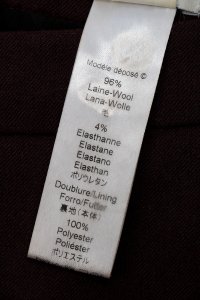 Modèle déposé ©
96%
Laine-Wool
Lana-Wolle
毛
4%
Elasthanne
Elastane
Elastano
Elasthan
ポリウレタン
Doublure/Lining
Forro/Futter
裏地(本体)
100%
Polyester
Poliéster
ポリエステル